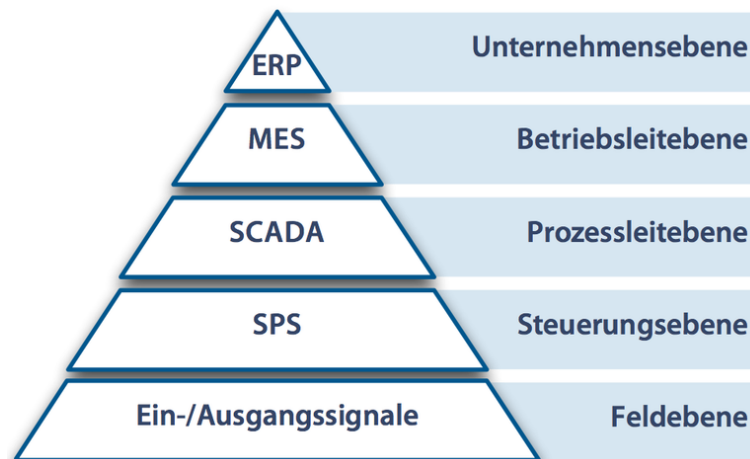 ERP
Unternehmensebene
MES
Betriebsleitebene
SCADA
Prozessleitebene
SPS
Steuerungsebene
Ein-/Ausgangssignale
Feldebene